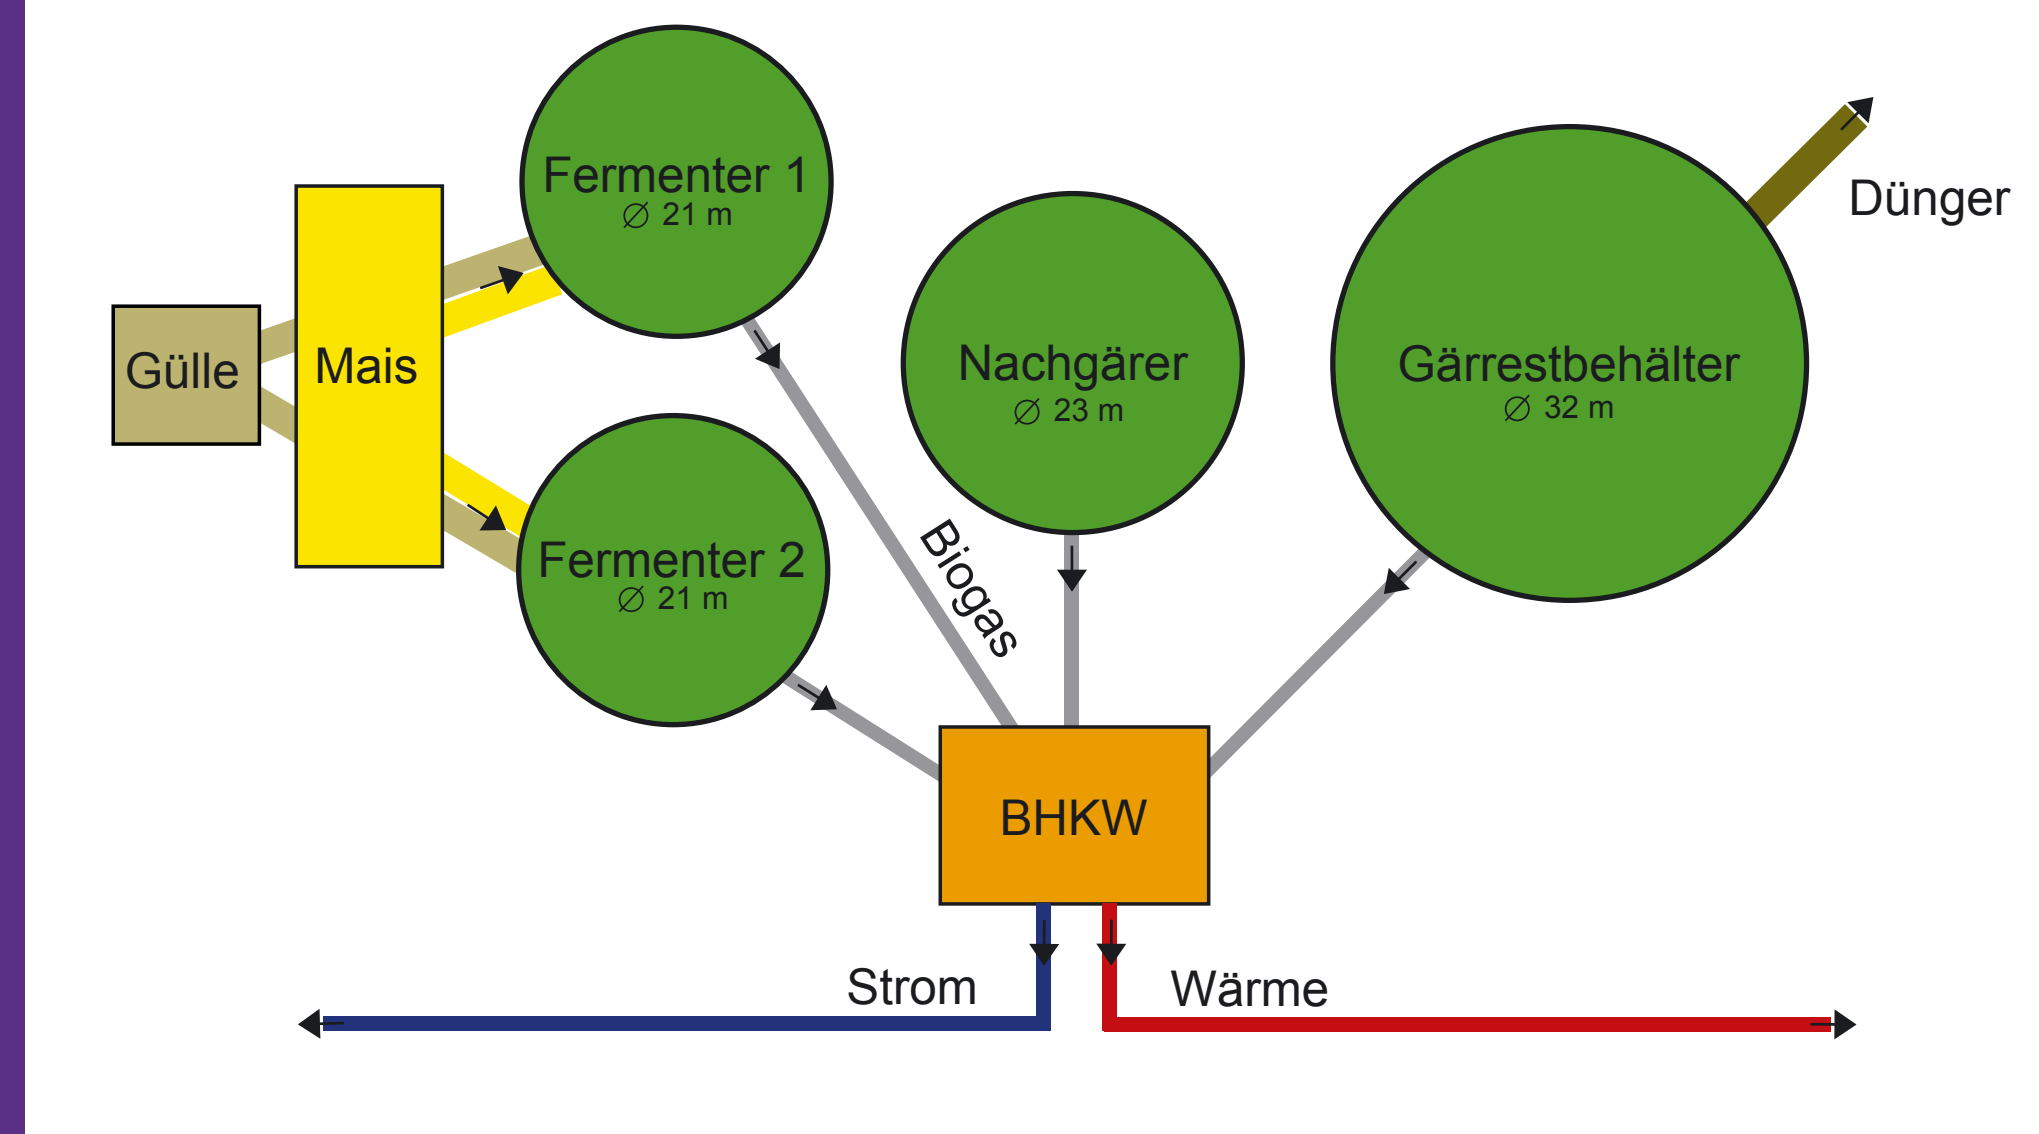 Fermenter 1
∅ 21 m
Dünger
Gülle
Mais
Nachgärer
∅ 23 m
Gärrestbehälter
∅ 32 m
Fermenter 2
∅ 21 m
Biogas
BHKW
Strom
Wärme